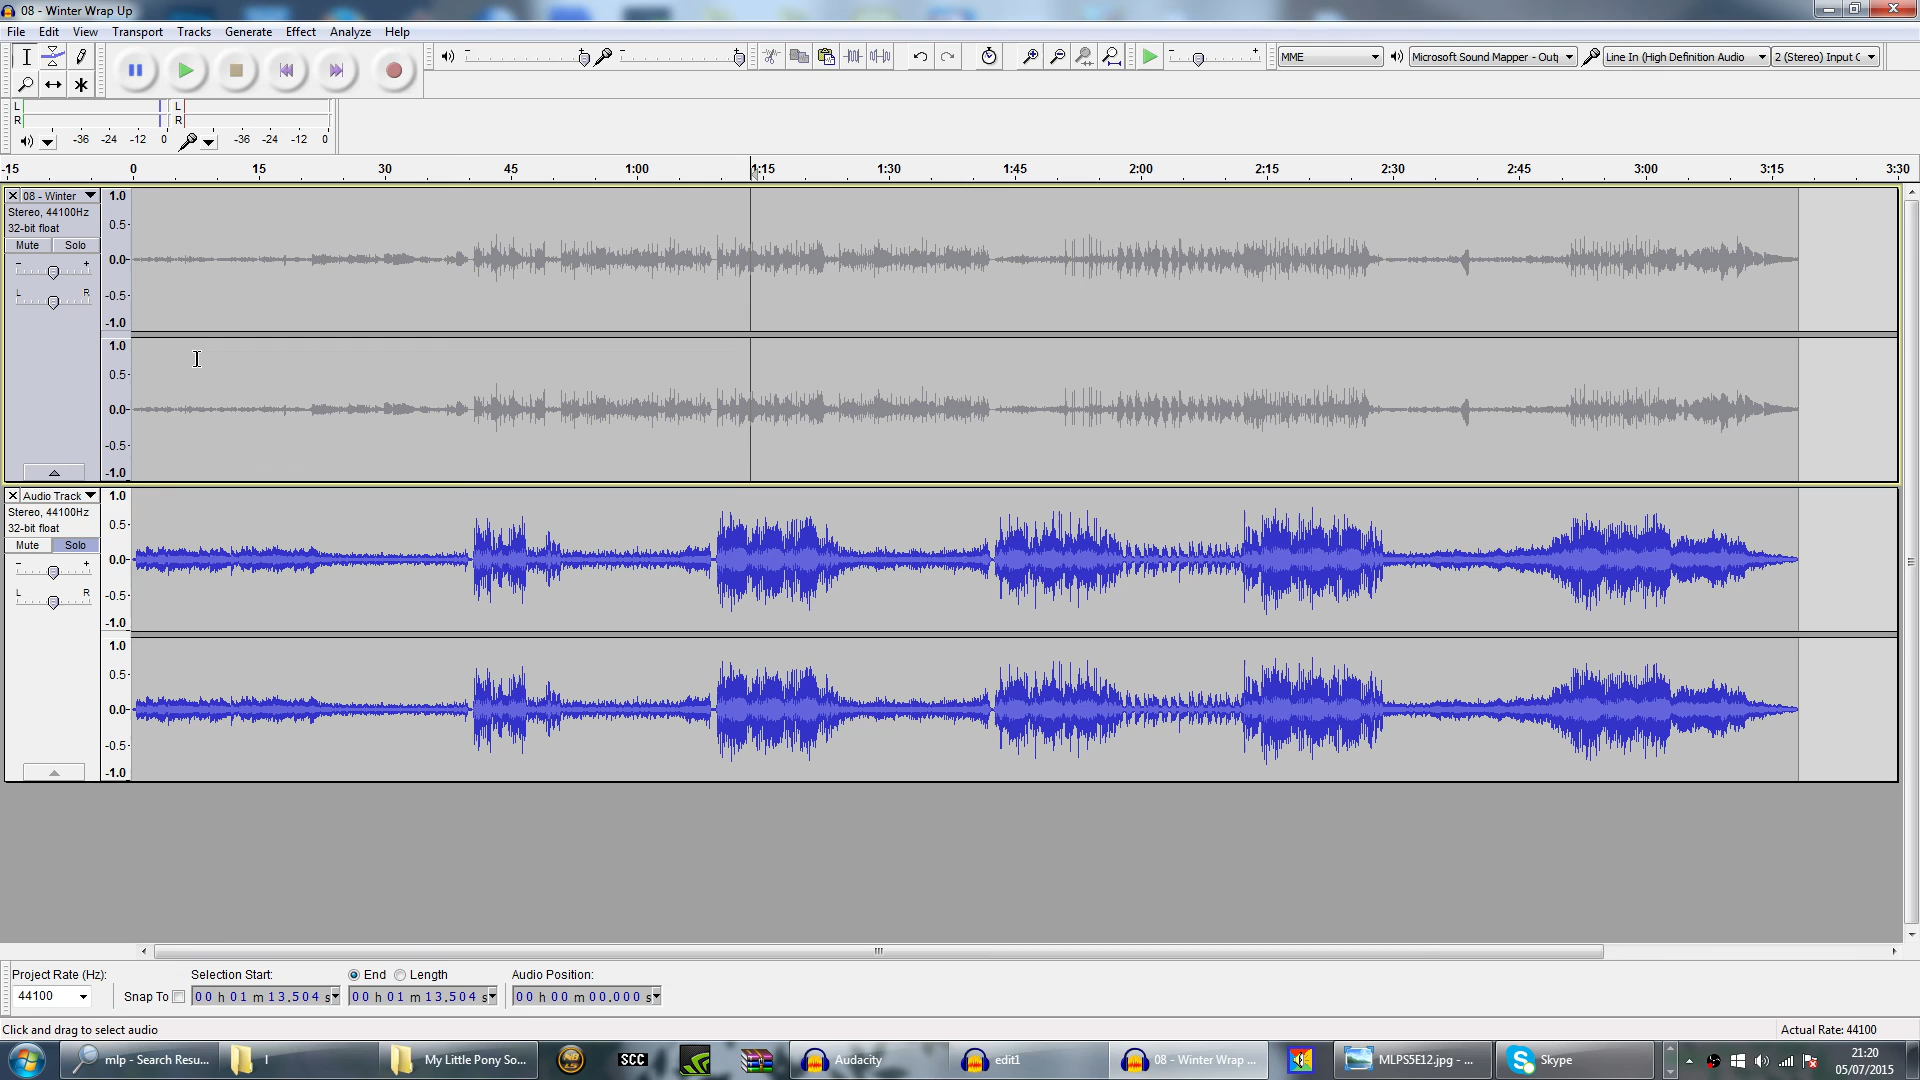 08 - Winter Wrap Up
File Edit View Transport Tracks Generate Effect Analyze Help
MME Microsoft Sound Mapper - Outp Line In (High Definition Audio 2 (Stereo) Input C
L L
R R
-36 -24 -12 0 -36 -24 -12 0
-15 0 15 30 45 1:00 1:15 1:30 1:45 2:00 2:15 2:30 2:45 3:00 3:15 3:30
08 - Winter
Stereo, 44100Hz
32-bit float
Mute Solo
- +
L R
1.0
0.5-
0.0-
-0.5-
-1.0
1.0
0.5-
0.0-
-0.5-
-1.0
Audio Track
Stereo, 44100Hz
32-bit float
Mute Solo
- +
L R
1.0
0.5-
0.0-
-0.5-
-1.0
1.0
0.5-
0.0-
-0.5-
-1.0
Project Rate (Hz): Selection Start: End Length Audio Position:
44100 Snap To 00 h 01 m 13.504 s 00 h 01 m 13.504 s 00 h 00 m 00.000 s
Click and drag to select audio Actual Rate: 44100
mlp - Search Resu... l My Little Pony So... SCC Audacity edit1 08 - Winter Wrap ... MLPS5E12.jpg - ... Skype
21:20
05/07/2015